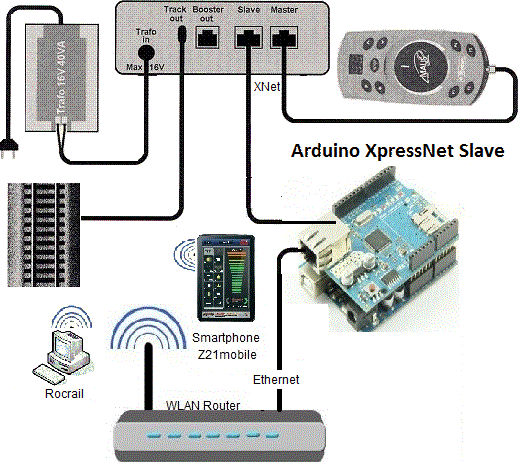 Track out
Booster out
Slave
Master
Trafo in
Max 16V
Trafo 16V 40VA
XNet
Arduino XpressNet Slave
Smartphone
Z21mobile
Rocrail
Ethernet
WLAN Router